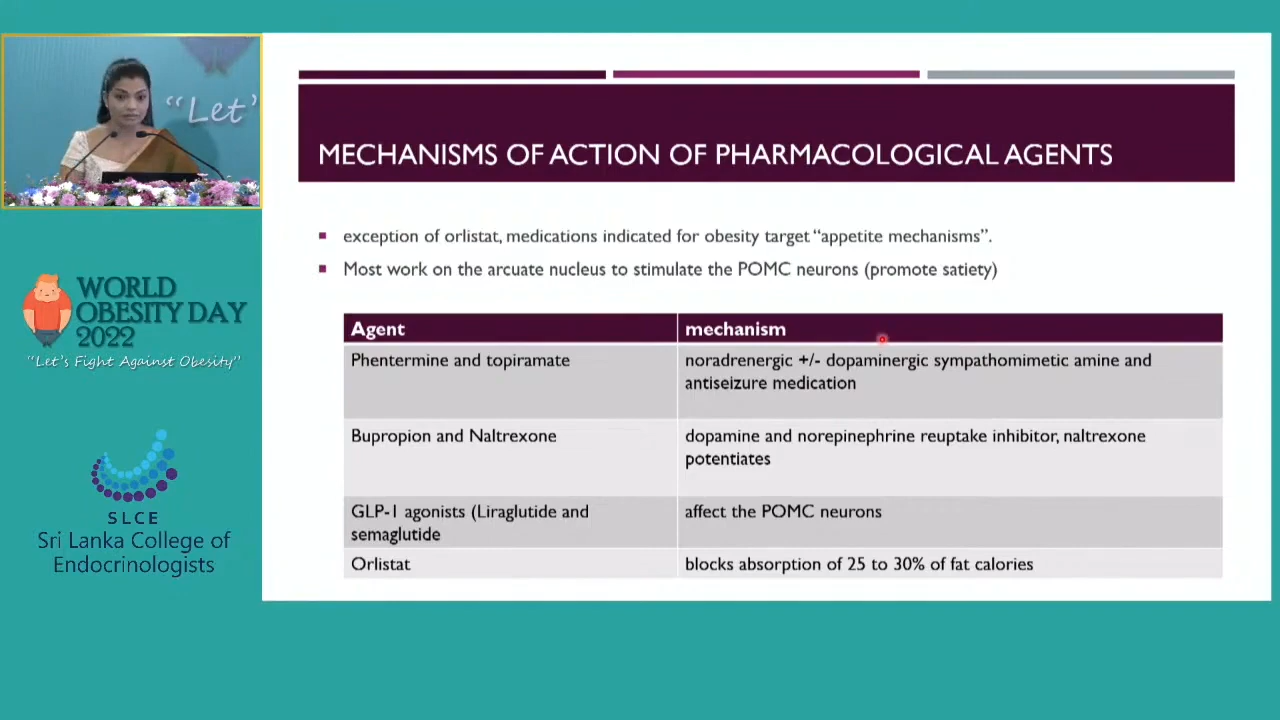 “Let’
WORLD
OBESITY DAY
2022
“Let’s Fight Against Obesity”
SLCE
Sri Lanka College of
Endocrinologists
MECHANISMS OF ACTION OF PHARMACOLOGICAL AGENTS
exception of orlistat, medications indicated for obesity target “appetite mechanisms”.
Most work on the arcuate nucleus to stimulate the POMC neurons (promote satiety)
Agent mechanism
Phentermine and topiramate noradrenergic +/- dopaminergic sympathomimetic amine and
antiseizure medication
Bupropion and Naltrexone dopamine and norepinephrine reuptake inhibitor, naltrexone
potentiates
GLP-1 agonists (Liraglutide and affect the POMC neurons
semaglutide
Orlistat blocks absorption of 25 to 30% of fat calories